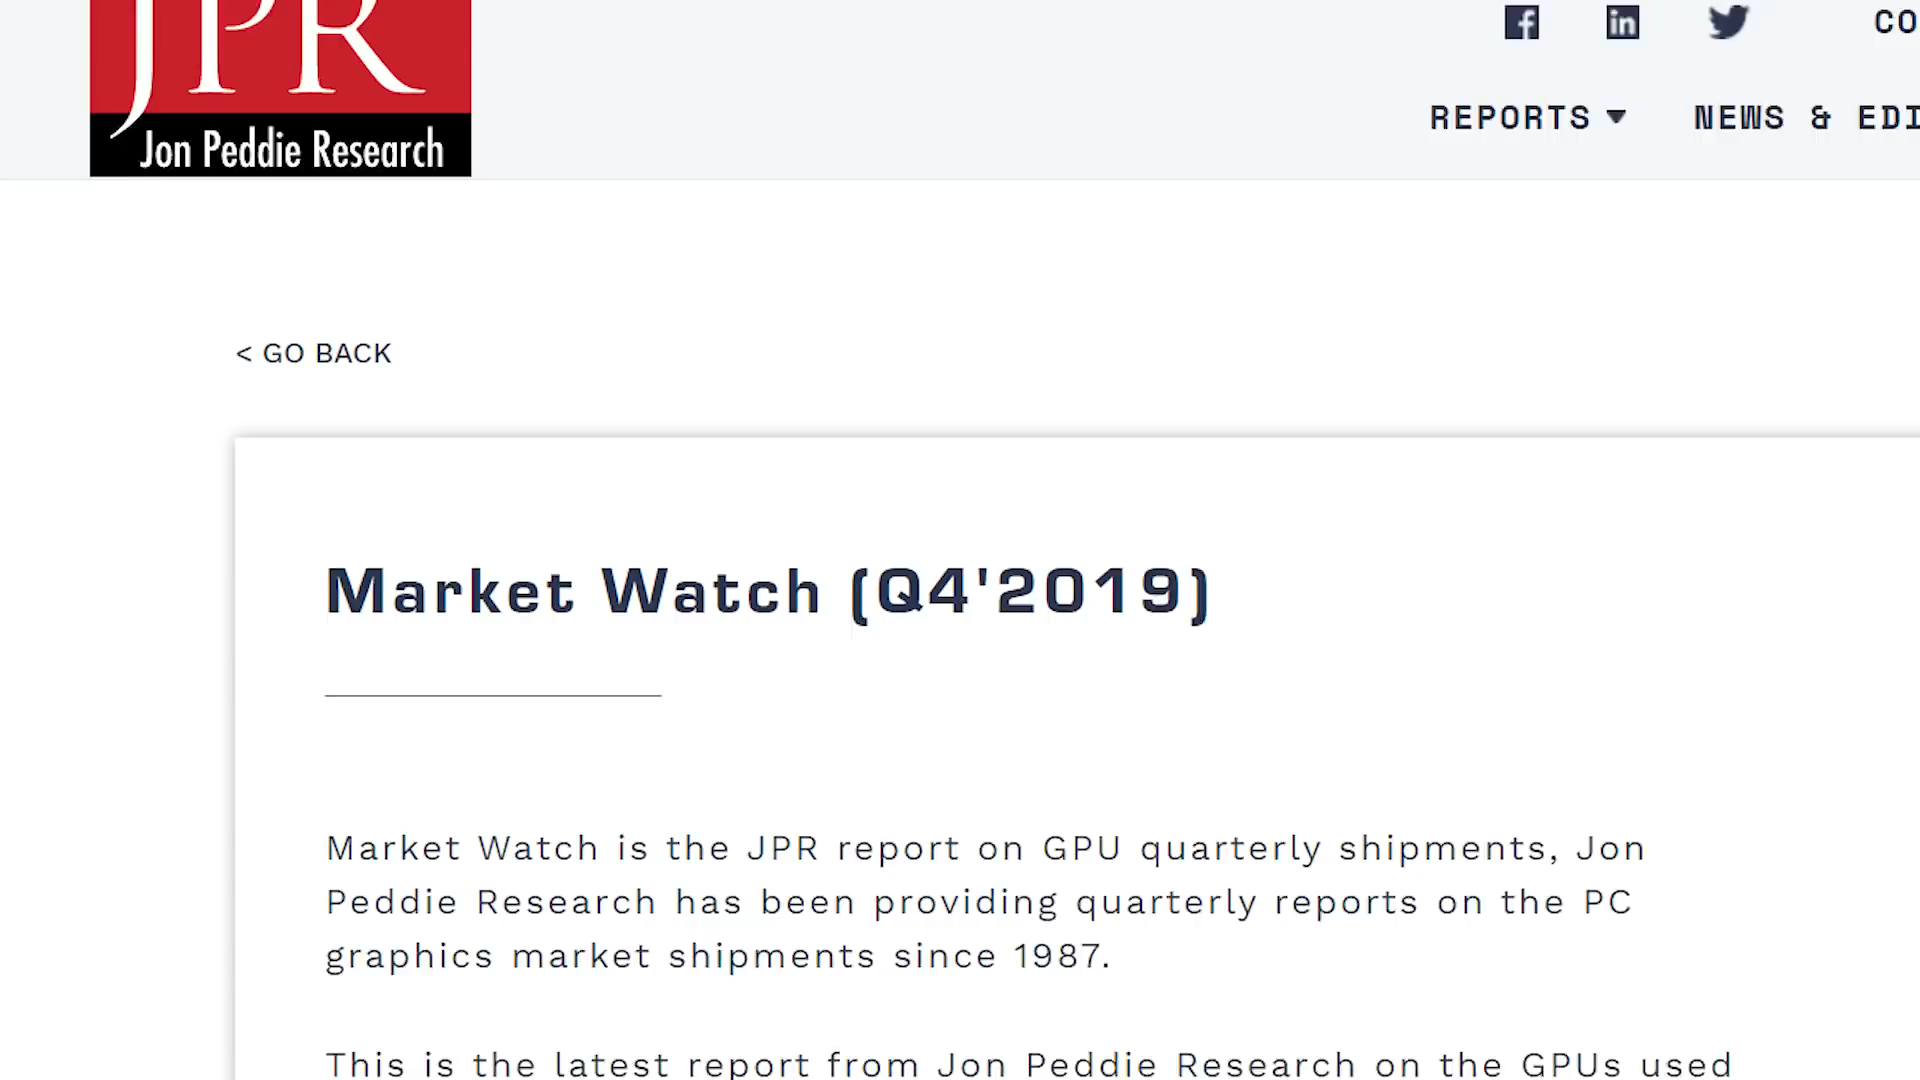 JPR
Jon Peddie Research
CO
REPORTS
NEWS & EDI
< GO BACK
Market Watch (Q4'2019)
Market Watch is the JPR report on GPU quarterly shipments, Jon
Peddie Research has been providing quarterly reports on the PC
graphics market shipments since 1987.
This is the latest report from Jon Peddie Research on the GPUs used